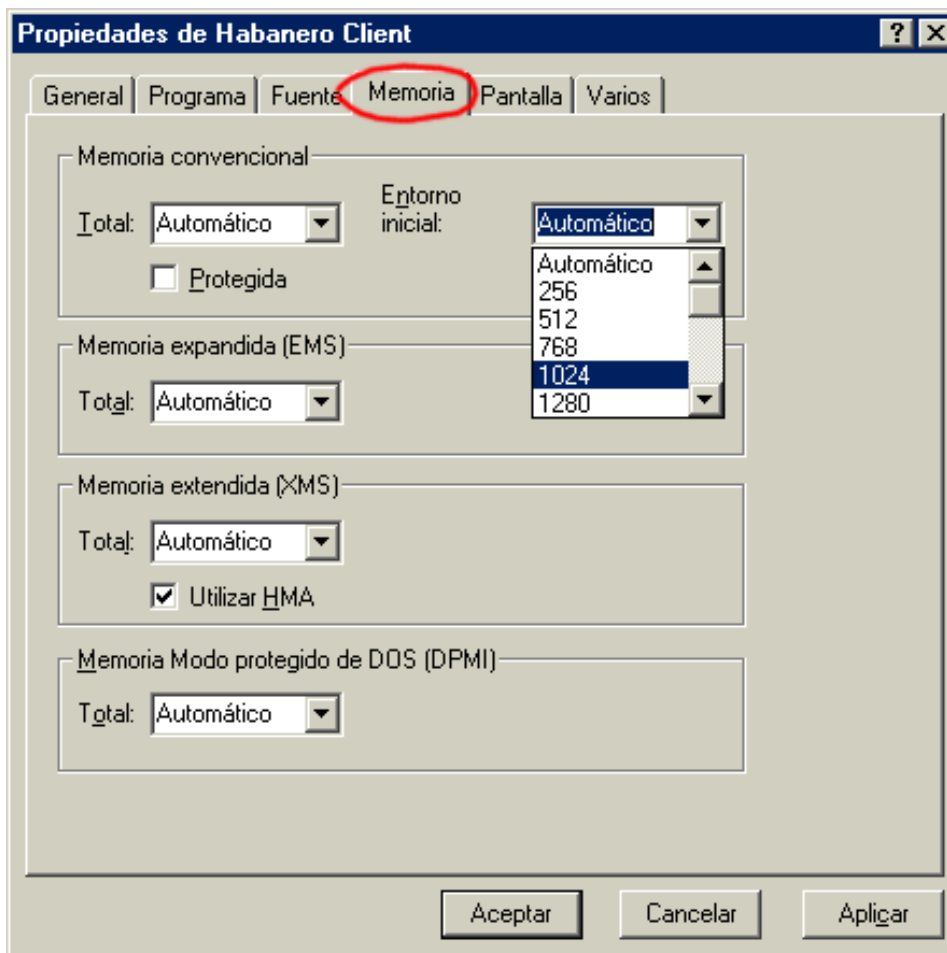 Propiedades de Habanero Client
General Programa Fuente Memoria Pantalla Varios
Memoria convencional
Total: Automático
Entorno
inicial:
Automático
Protegida
Automático
256
512
768
1024
1280
Memoria expandida (EMS)
Total: Automático
Memoria extendida (XMS)
Total: Automático
Utilizar HMA
Memoria Modo protegido de DOS (DPMI)
Total: Automático
Aceptar Cancelar Aplicar